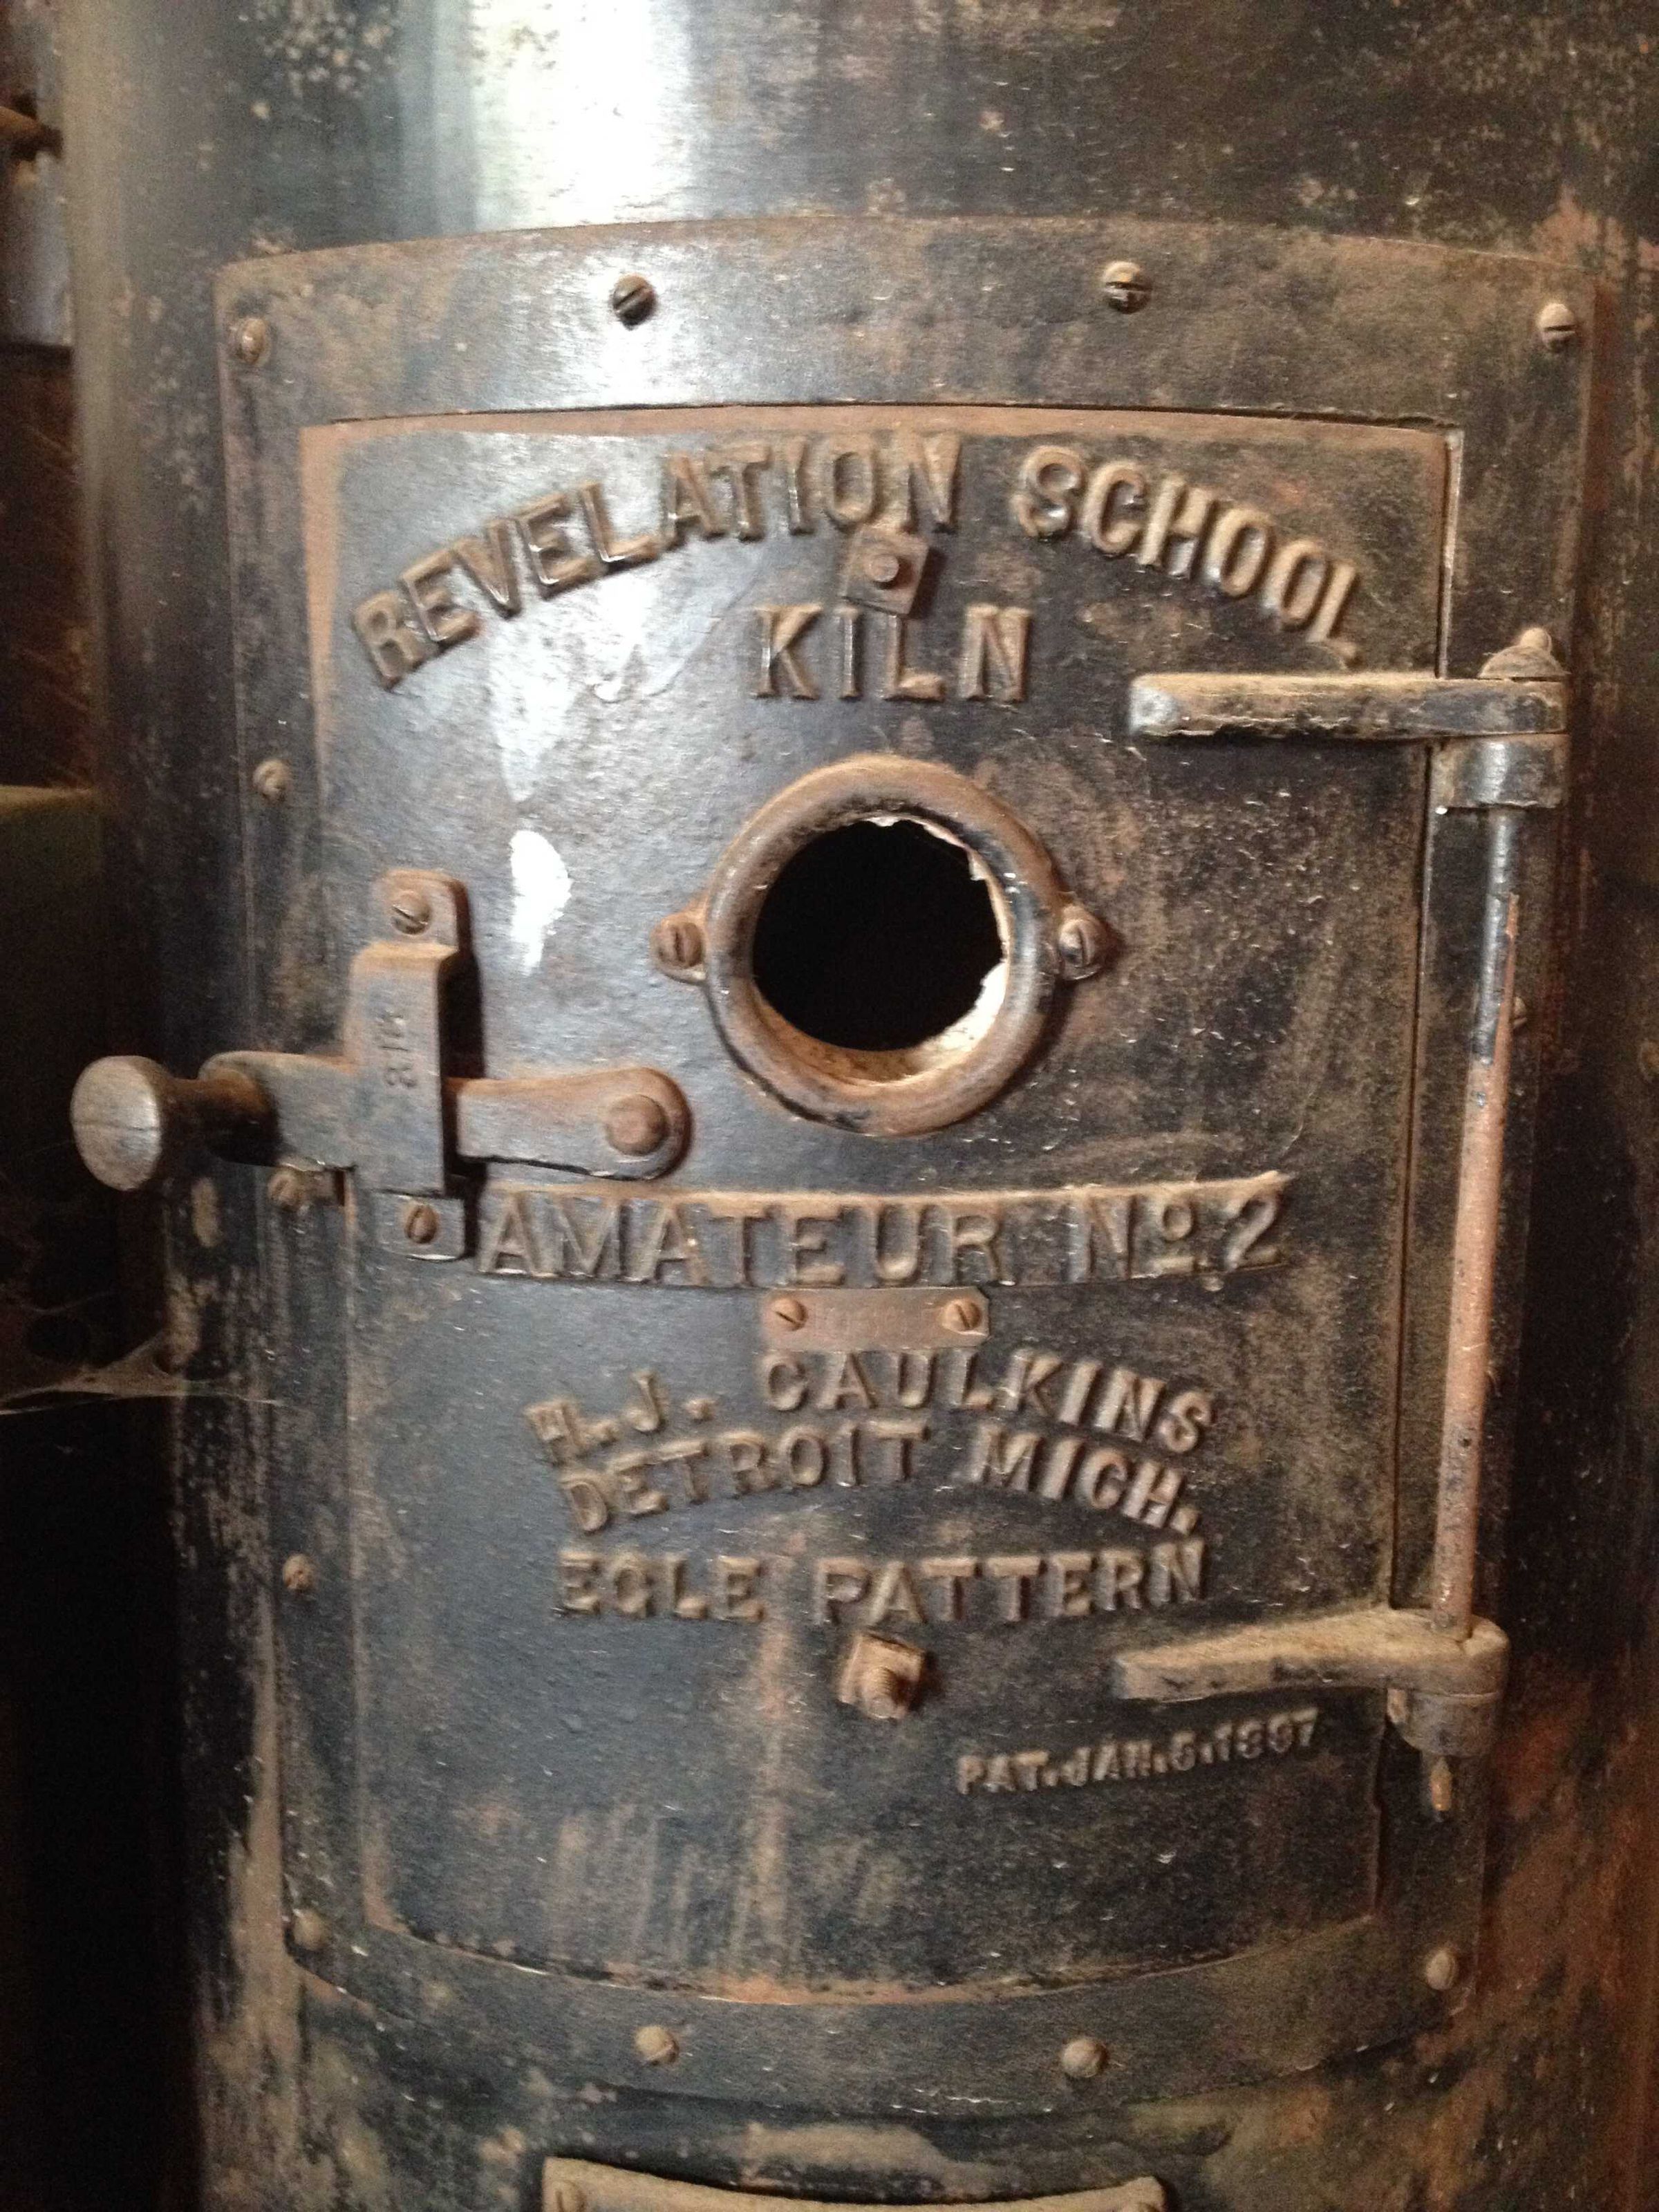 REVELATION SCHOOL
KILN
AMATEUR Nº 2
H.J. CAULKINS
DETROIT MICH.
EGLE PATTERN
PAT. JAN. 5. 1897